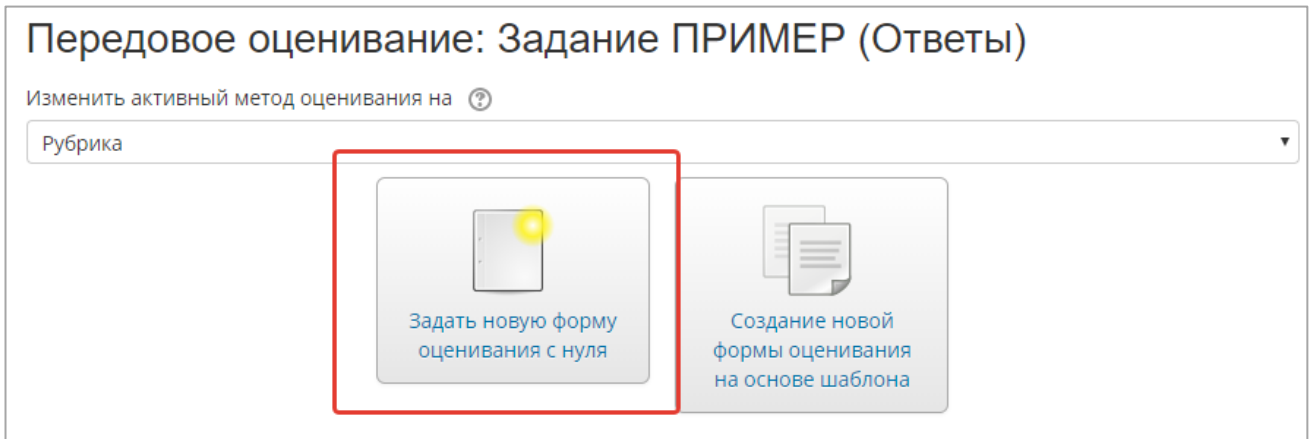 Передовое оценивание: Задание ПРИМЕР (Ответы)
Изменить активный метод оценивания на ?
Рубрика
Задать новую форму
оценивания с нуля
Создание новой
формы оценивания
на основе шаблона